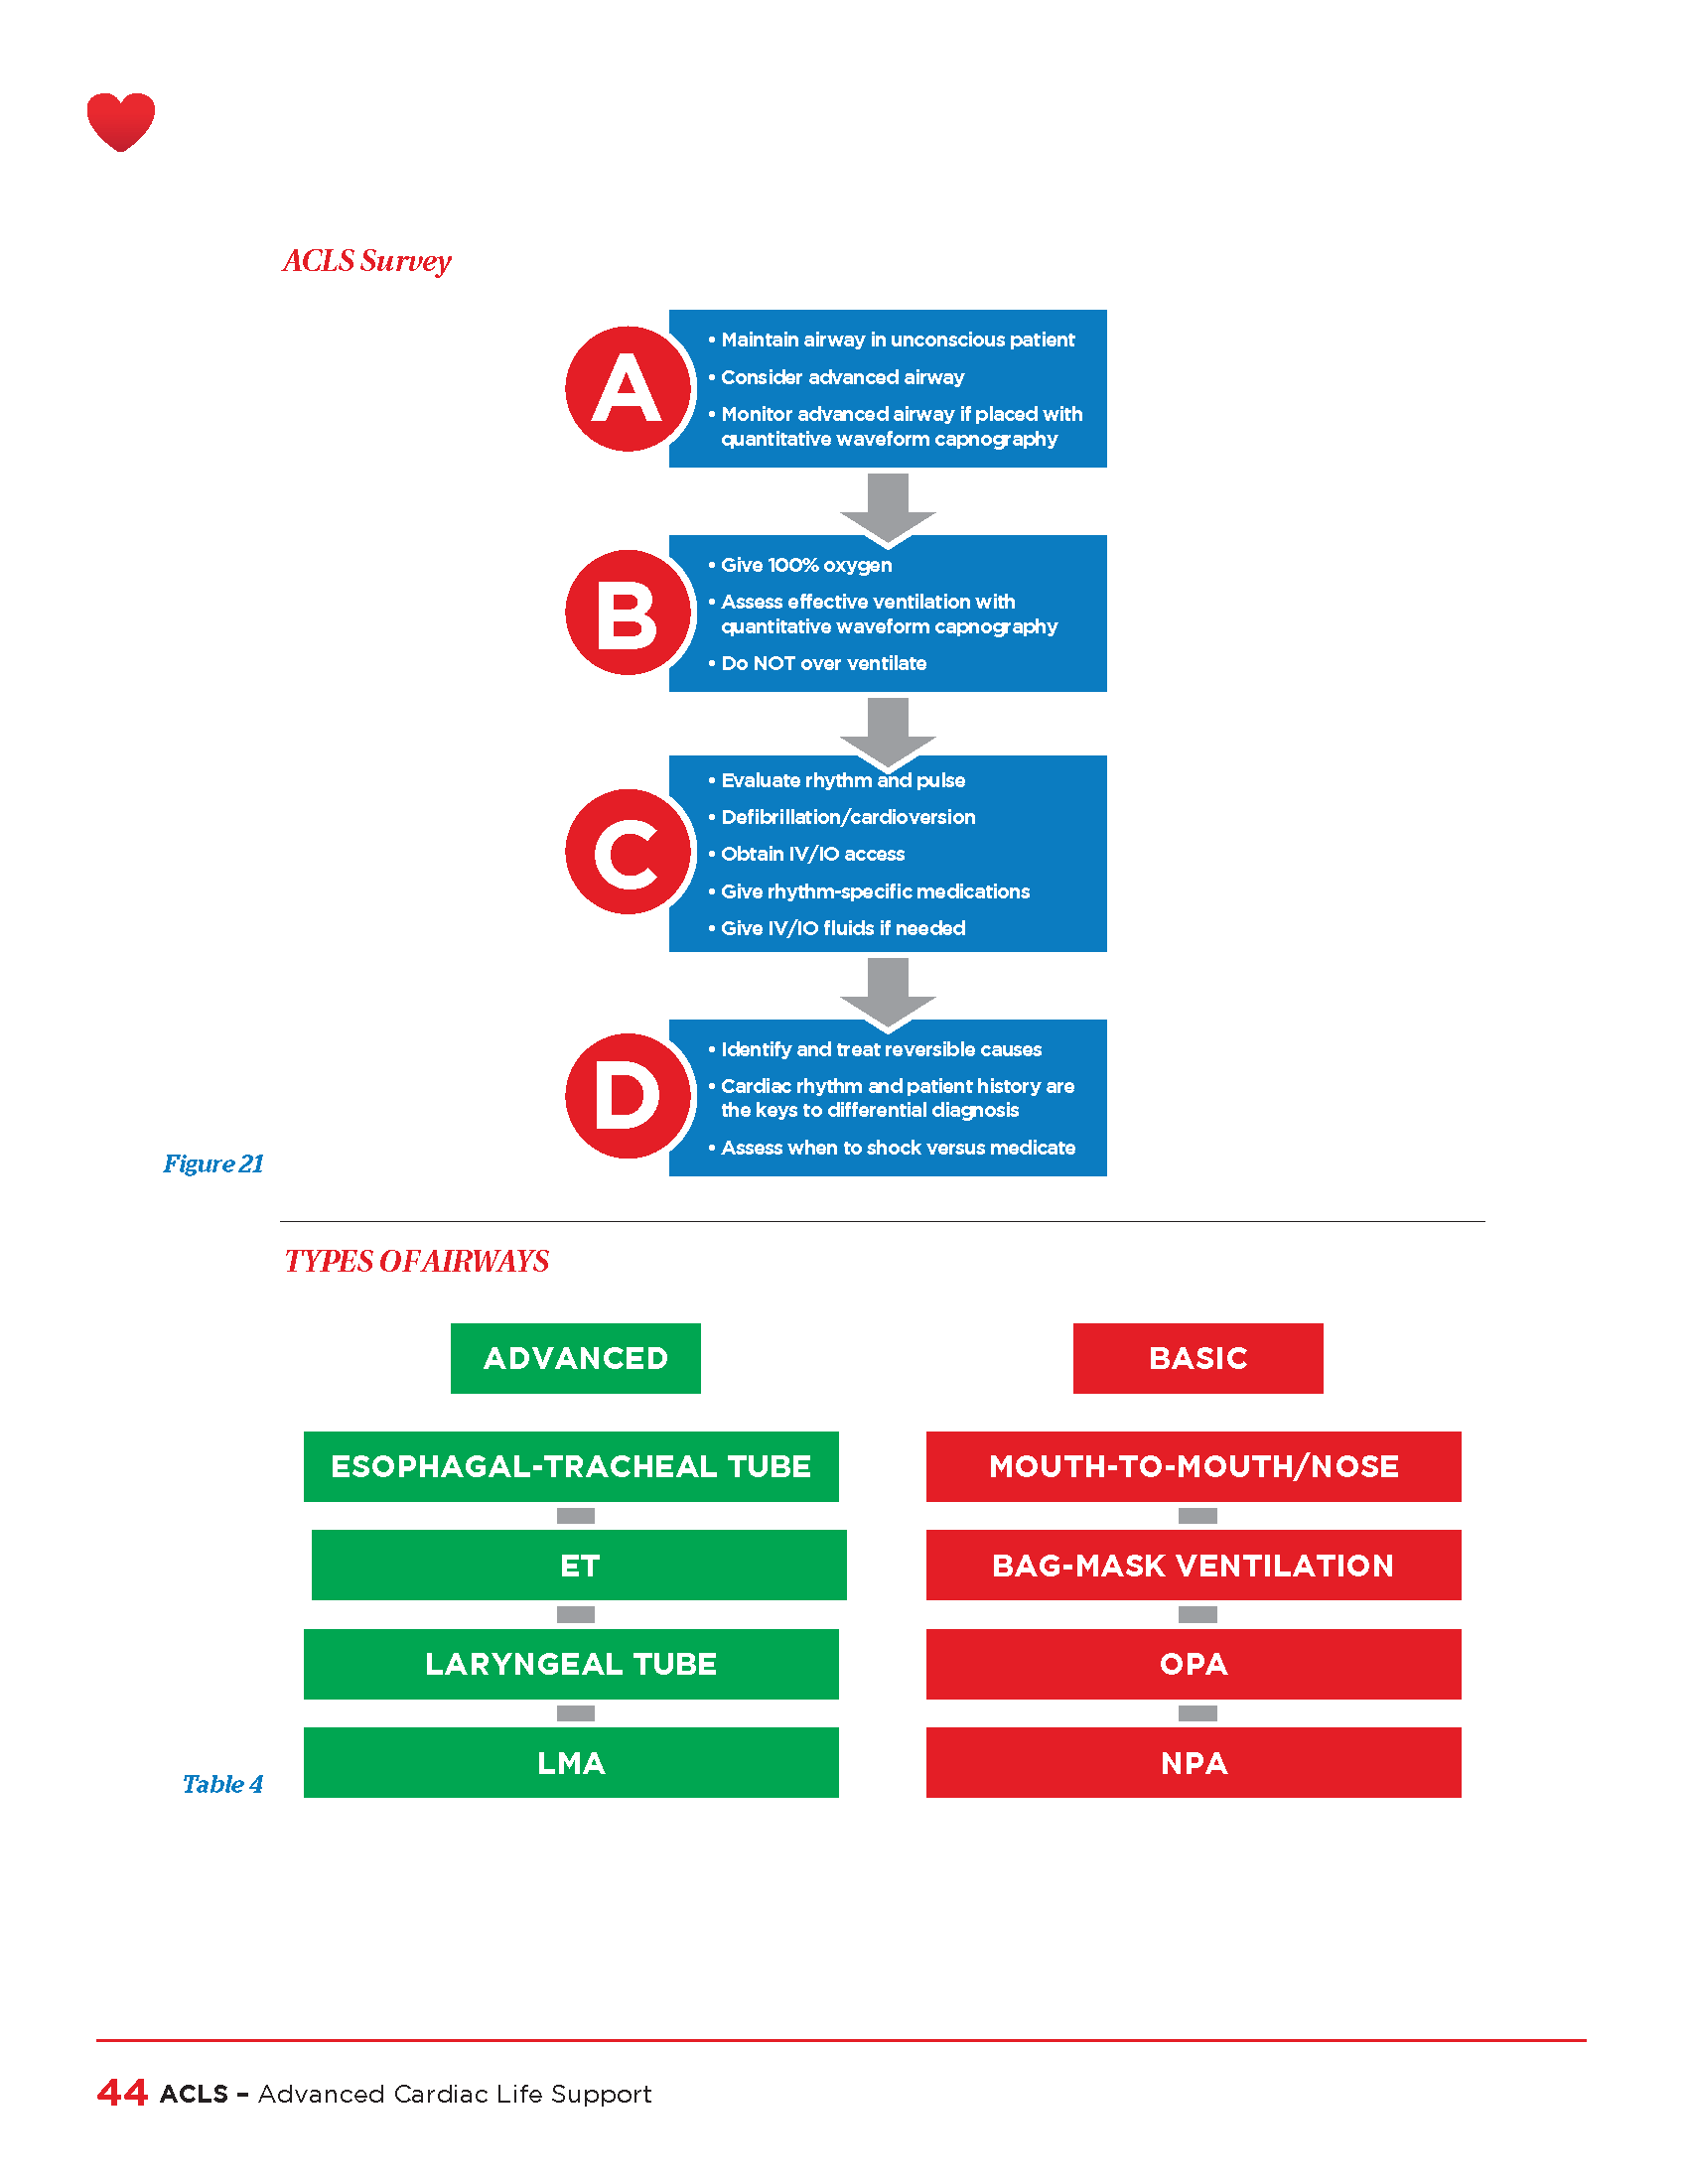 ACLS Survey
A
• Maintain airway in unconscious patient
• Consider advanced airway
• Monitor advanced airway if placed with
quantitative waveform capnography
B
• Give 100% oxygen
• Assess effective ventilation with
quantitative waveform capnography
• Do NOT over ventilate
C
• Evaluate rhythm and pulse
• Defibrillation/cardioversion
• Obtain IV/IO access
• Give rhythm-specific medications
• Give IV/IO fluids if needed
D
• Identify and treat reversible causes
• Cardiac rhythm and patient history are
the keys to differential diagnosis
• Assess when to shock versus medicate
Figure 21
TYPES OF AIRWAYS
ADVANCED
ESOPHAGAL-TRACHEAL TUBE
ET
LARYNGEAL TUBE
LMA
BASIC
MOUTH-TO-MOUTH/NOSE
BAG-MASK VENTILATION
OPA
NPA
Table 4
44 ACLS – Advanced Cardiac Life Support